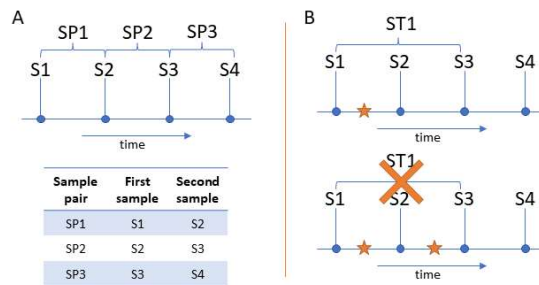 A
SP1 SP2 SP3
S1 S2 S3 S4
time
Sample pair First sample Second sample
SP1 S1 S2
SP2 S2 S3
SP3 S3 S4
B
ST1
S1 S2 S3 S4
time
ST1
S1 S2 S3 S4
time